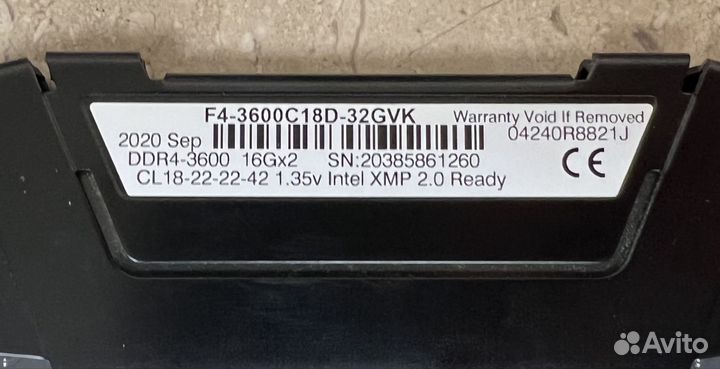 F4-3600C18D-32GVK Warranty Void If Removed
2020 Sep 04240R8821J
DDR4-3600 16Gx2 SN:20385861260
CL18-22-22-42 1.35v Intel XMP 2.0 Ready
CE
Avito